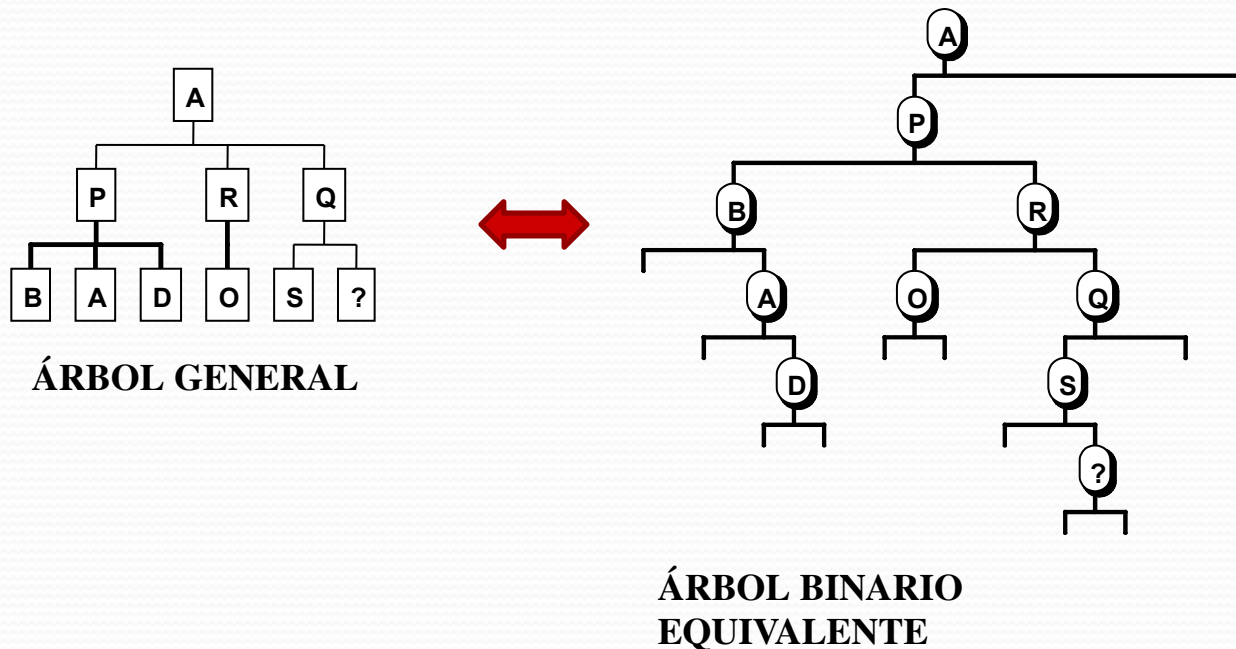 A
P R Q
B A D O S ?
ÁRBOL GENERAL
A
P
B R
A O Q
D S
?
ÁRBOL BINARIO
EQUIVALENTE